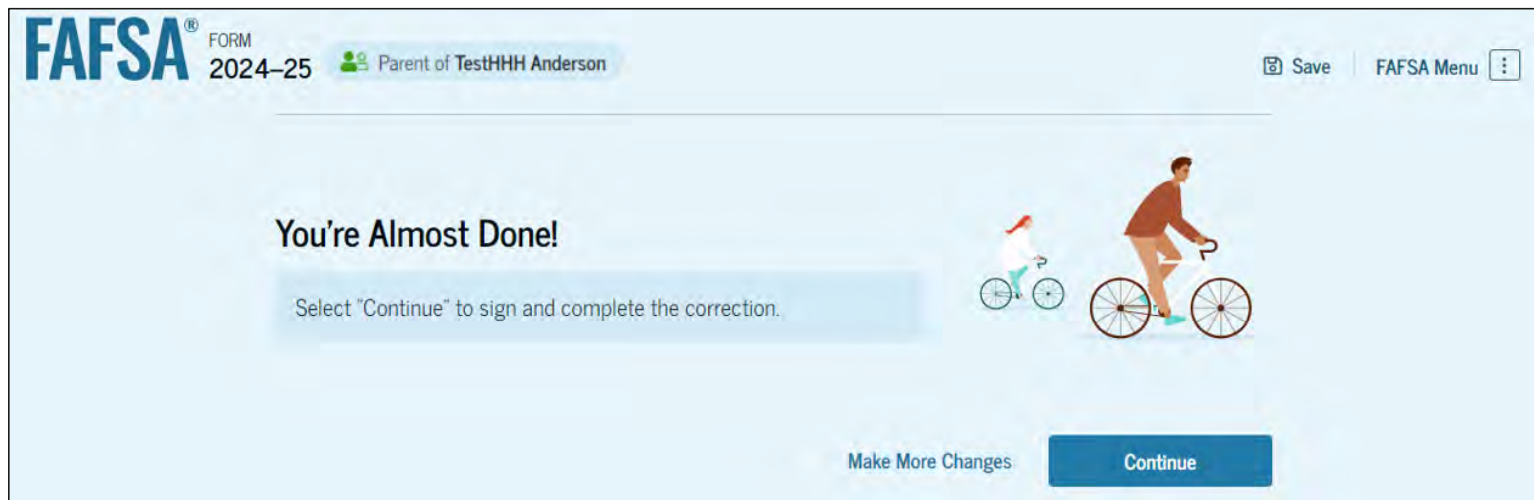 FAFSA® FORM
2024–25
Parent of TestHHH Anderson
Save
FAFSA Menu
You're Almost Done!
Select "Continue" to sign and complete the correction.
Make More Changes
Continue